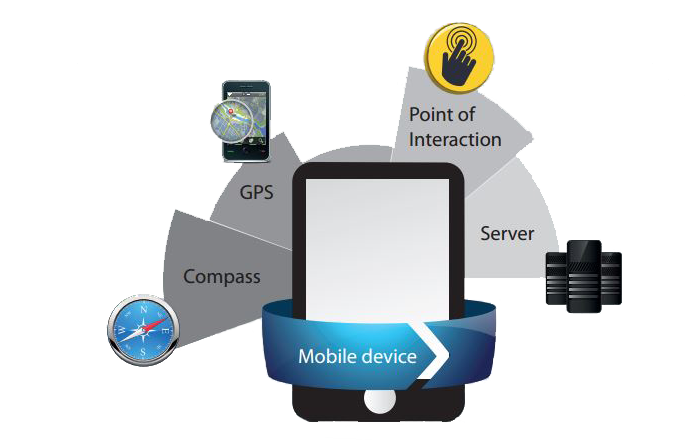 Point of
Interaction
GPS
Server
Compass
N
W
E
S
Mobile device